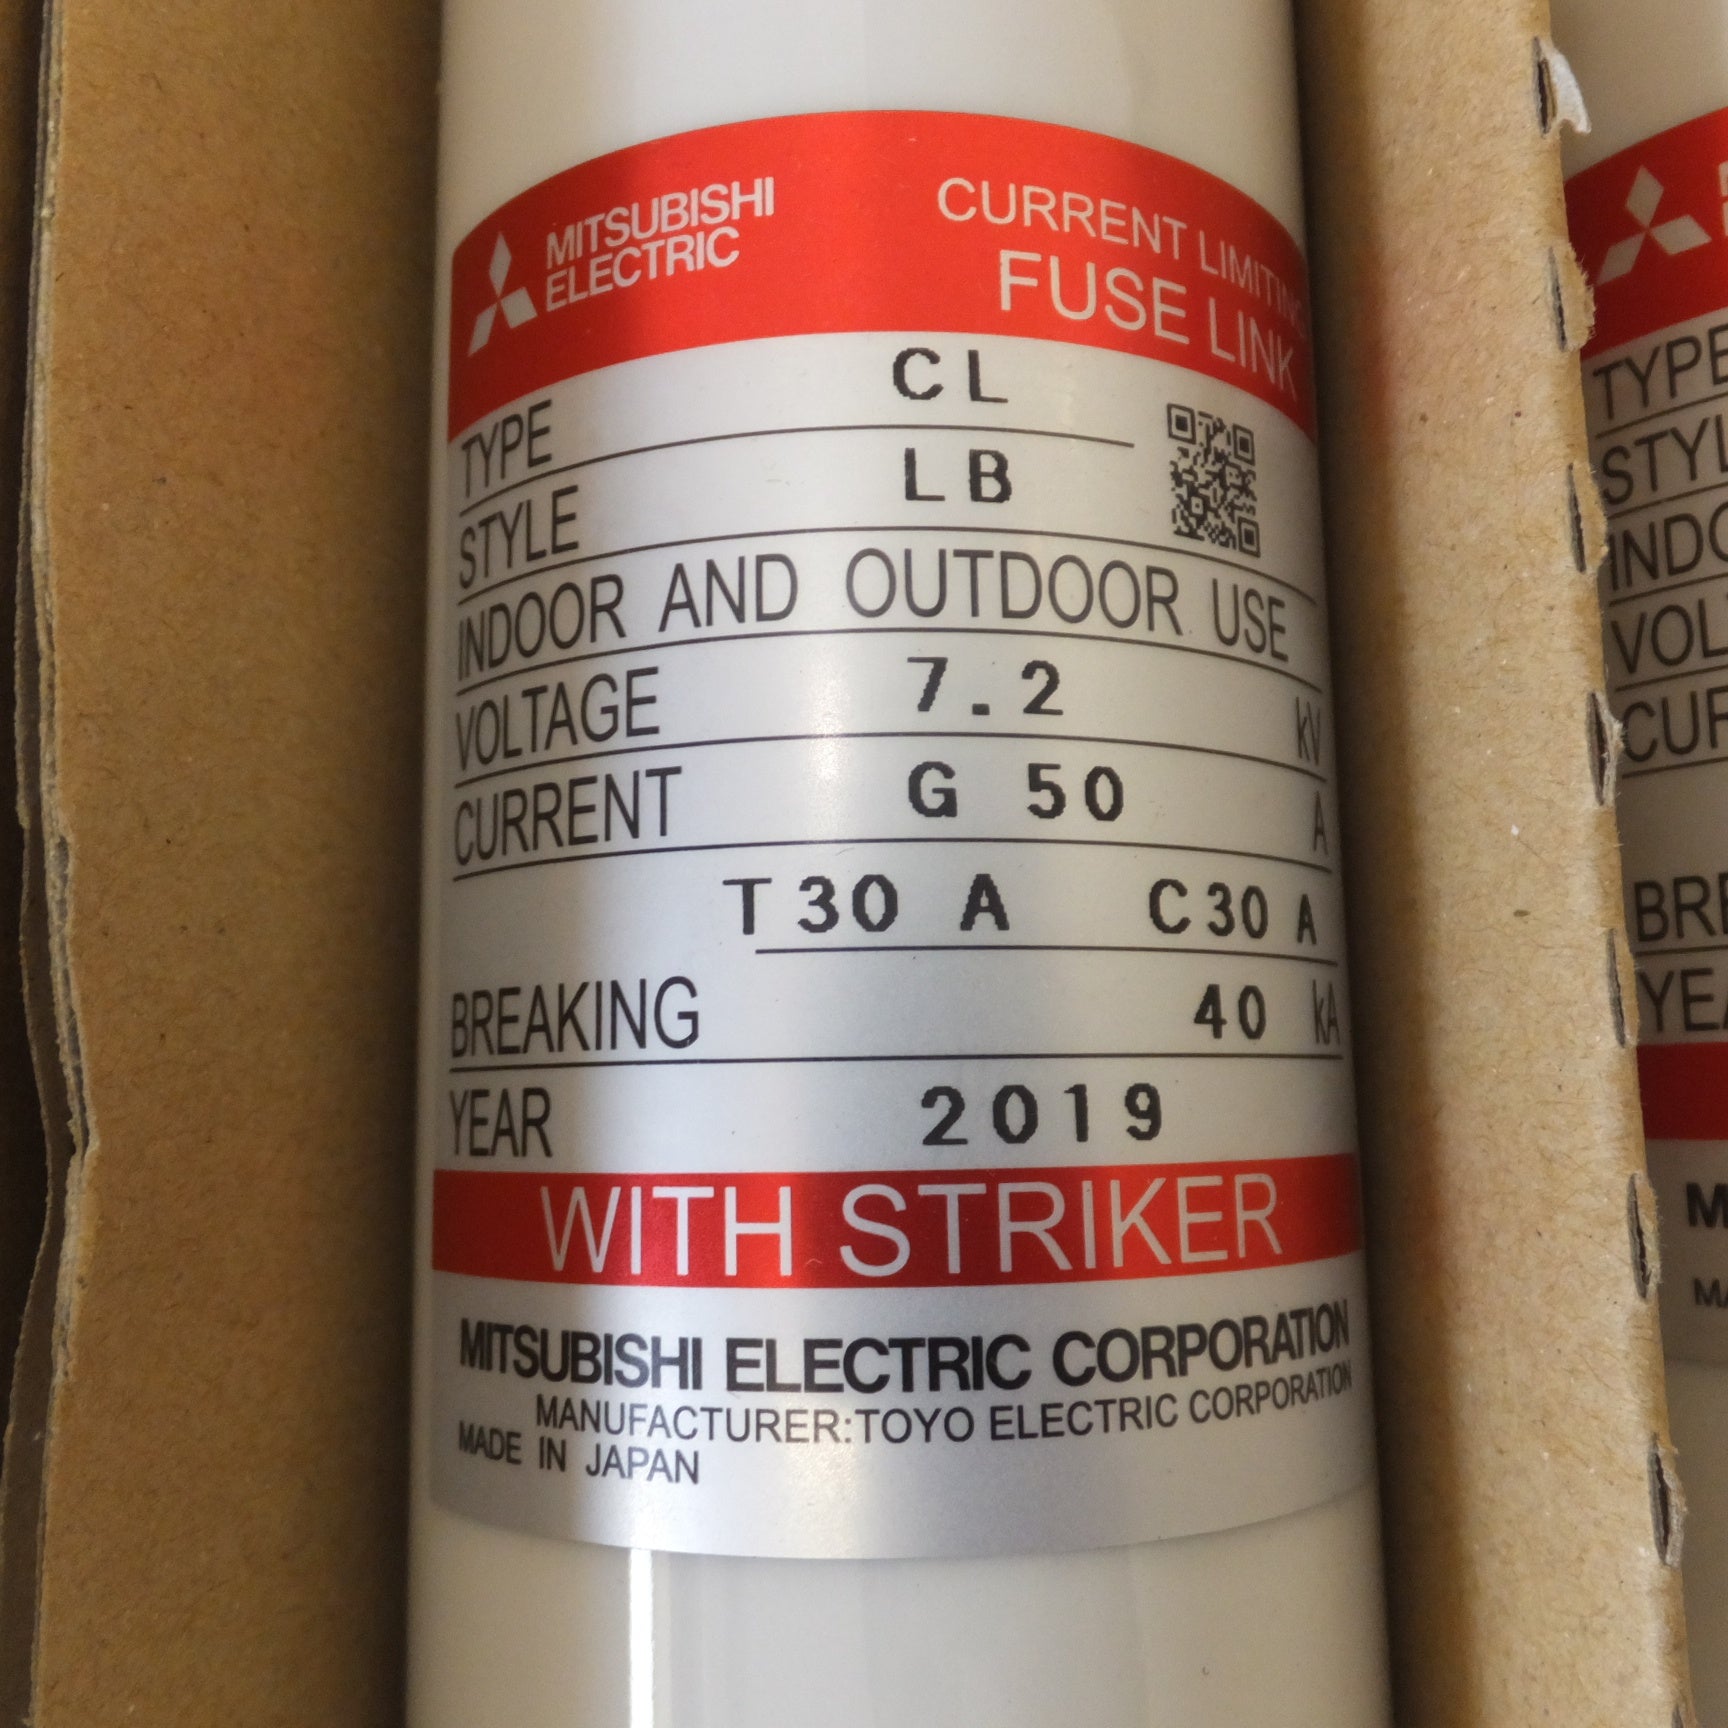 MITSUBISHI
ELECTRIC
CURRENT LIMITING
FUSE LINK
TYPE CL
STYLE LB
INDOOR AND OUTDOOR USE
VOLTAGE 7.2 kV
CURRENT G 50 A
T30 A C30 A
BREAKING 40 kA
YEAR 2019
WITH STRIKER
MITSUBISHI ELECTRIC CORPORATION
MANUFACTURER:TOYO ELECTRIC CORPORATION
MADE IN JAPAN
TYPE